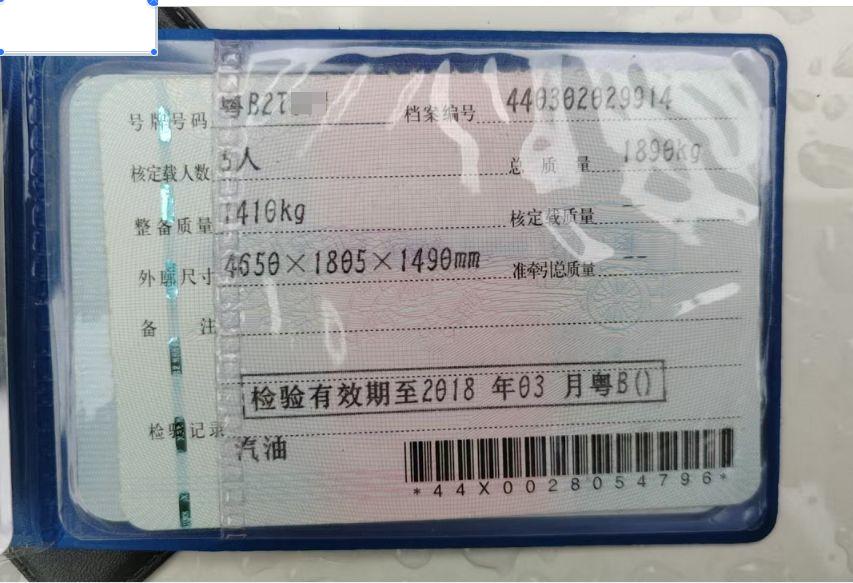 号牌号码 粤B2T 档案编号 440302029914
核定载人数 5人 总质量 1890kg
整备质量 1410kg 核定载质量 --
外廓尺寸 4650×1805×1490mm 准牵引总质量 --
备注
检验有效期至2018年03月粤B()
检验记录
汽油
*44X0028054796*